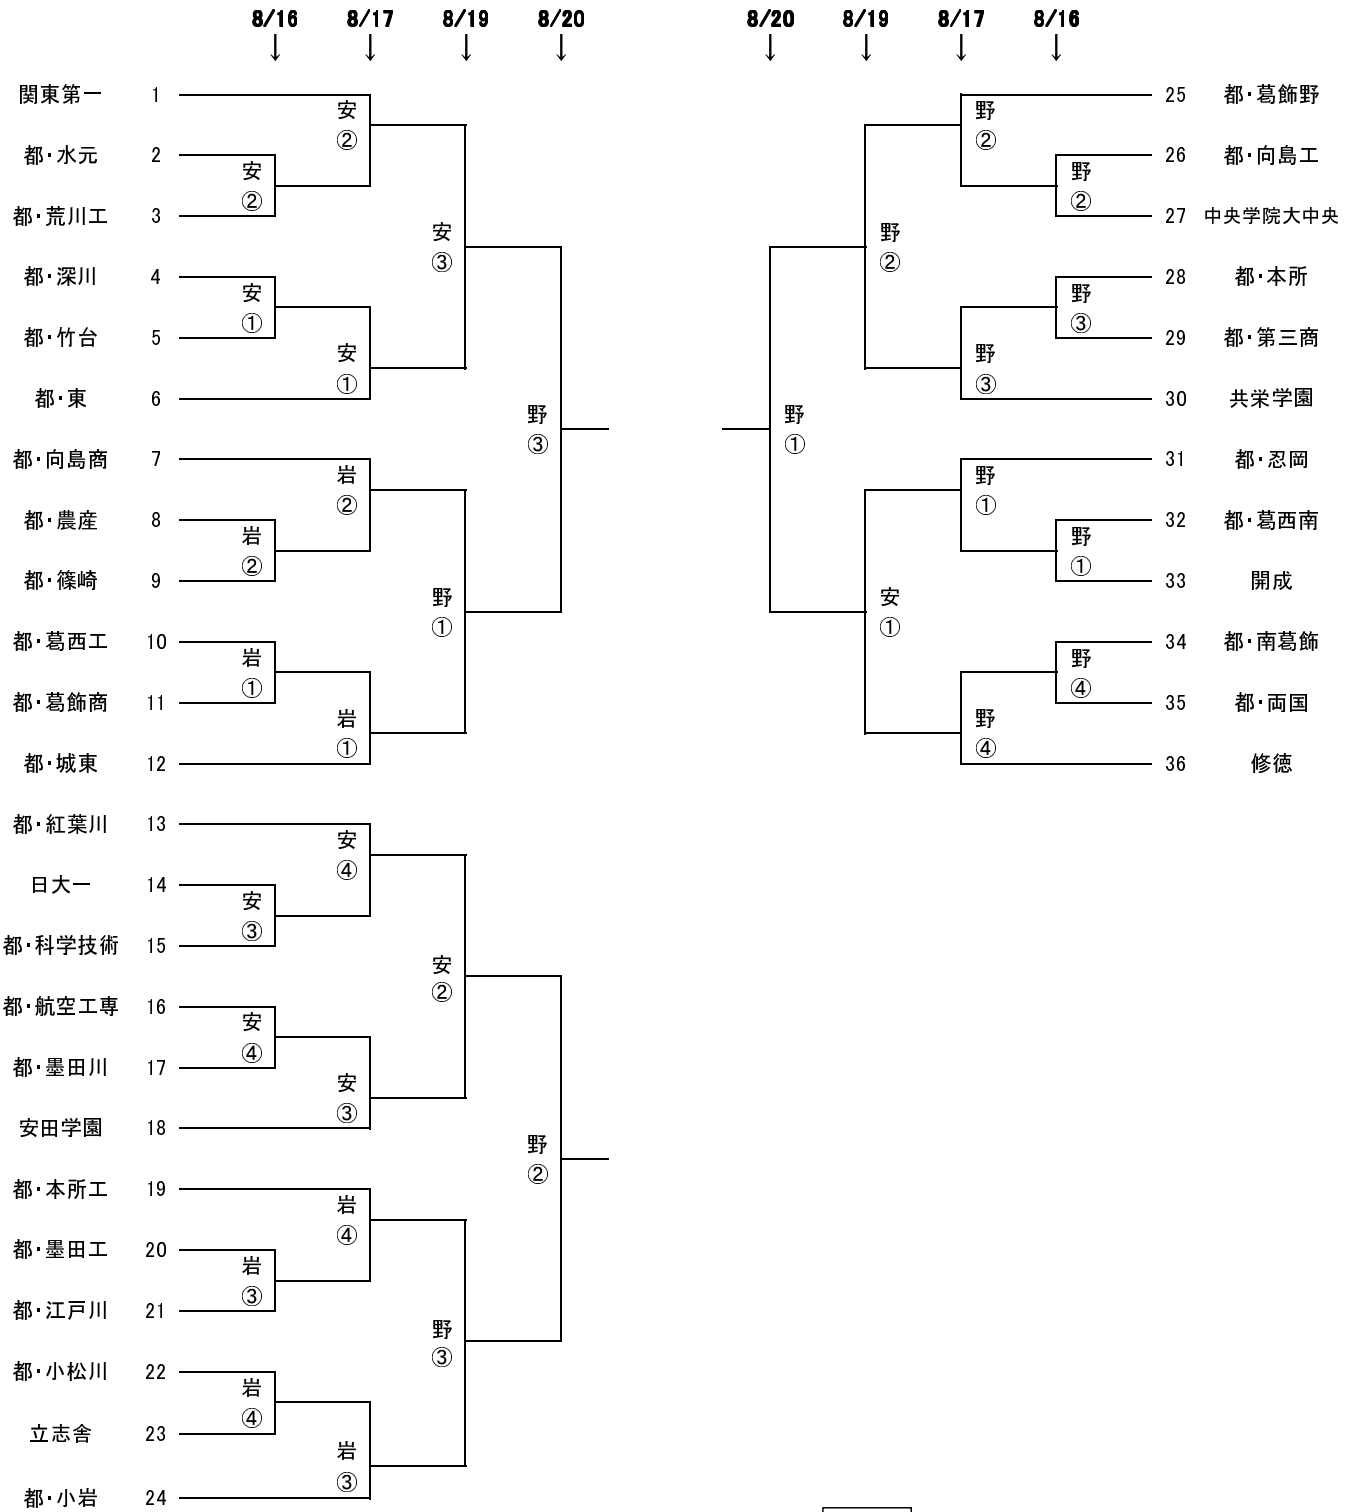 8/16 8/17 8/19 8/20 8/20 8/19 8/17 8/16
↓ ↓ ↓ ↓ ↓ ↓ ↓ ↓
関東第一 1
安②
都・水元 2
安②
都・荒川工 3
安③
都・深川 4
安①
都・竹台 5
安①
都・東 6
野③
都・向島商 7
岩②
都・農産 8
岩②
都・篠崎 9
野①
都・葛西工 10
岩①
都・葛飾商 11
岩①
都・城東 12
都・紅葉川 13
安④
日大一 14
安③
都・科学技術 15
安②
都・航空工専 16
安④
都・墨田川 17
安③
安田学園 18
野②
都・本所工 19
岩④
都・墨田工 20
岩③
都・江戸川 21
野③
都・小松川 22
岩④
立志舎 23
岩③
都・小岩 24
25 都・葛飾野
野②
26 都・向島工
野②
27 中央学院大中央
野②
28 都・本所
野③
29 都・第三商
野③
30 共栄学園
野①
31 都・忍岡
野①
32 都・葛西南
野①
33 開成
安①
34 都・南葛飾
野④
35 都・両国
野④
36 修徳